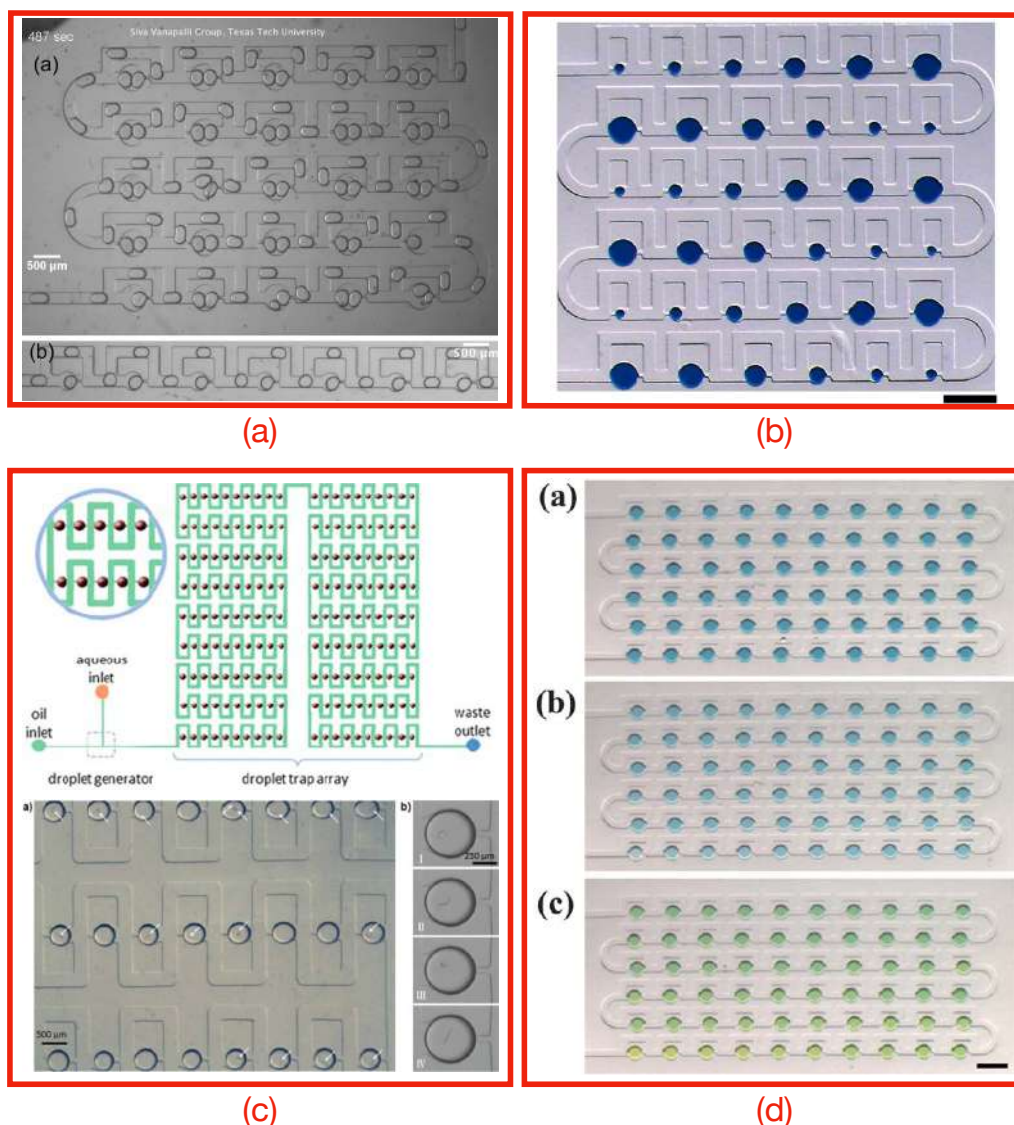 487 sec
Siva Vanapalli Group, Texas Tech University
(a)
500 µm
(b)
500 µm
(a)
(b)
aqueous
inlet
oil
inlet
waste
outlet
droplet generator
droplet trap array
a)
500 µm
b)
I
250 µm
II
III
IV
(c)
(a)
(b)
(c)
(d)